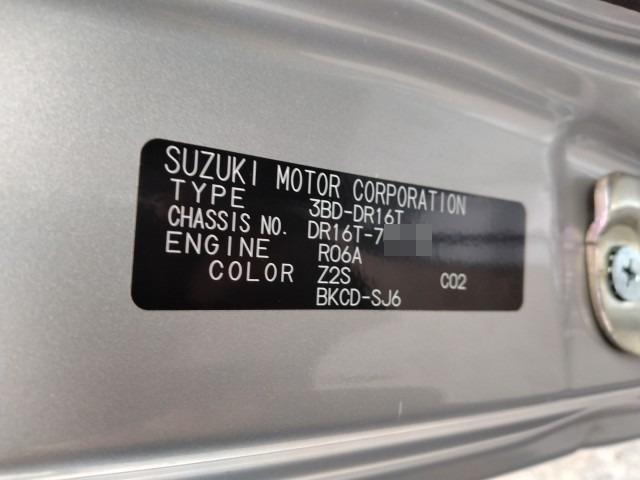 SUZUKI MOTOR CORPORATION
TYPE 3BD-DR16T
CHASSIS NO. DR16T-7
ENGINE R06A
COLOR Z2S C02
BKCD-SJ6